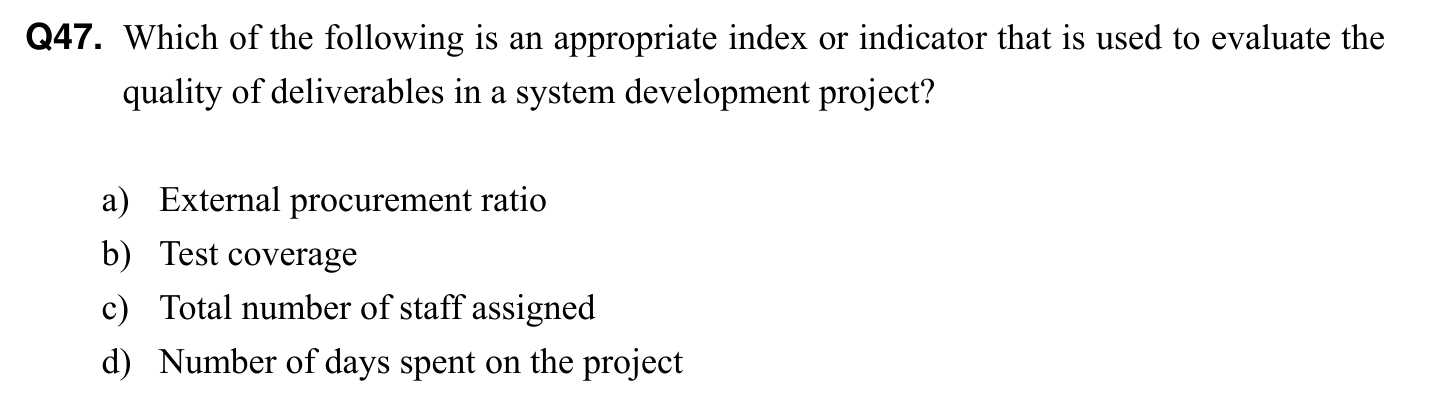 Q47. Which of the following is an appropriate index or indicator that is used to evaluate the
quality of deliverables in a system development project?
a) External procurement ratio
b) Test coverage
c) Total number of staff assigned
d) Number of days spent on the project